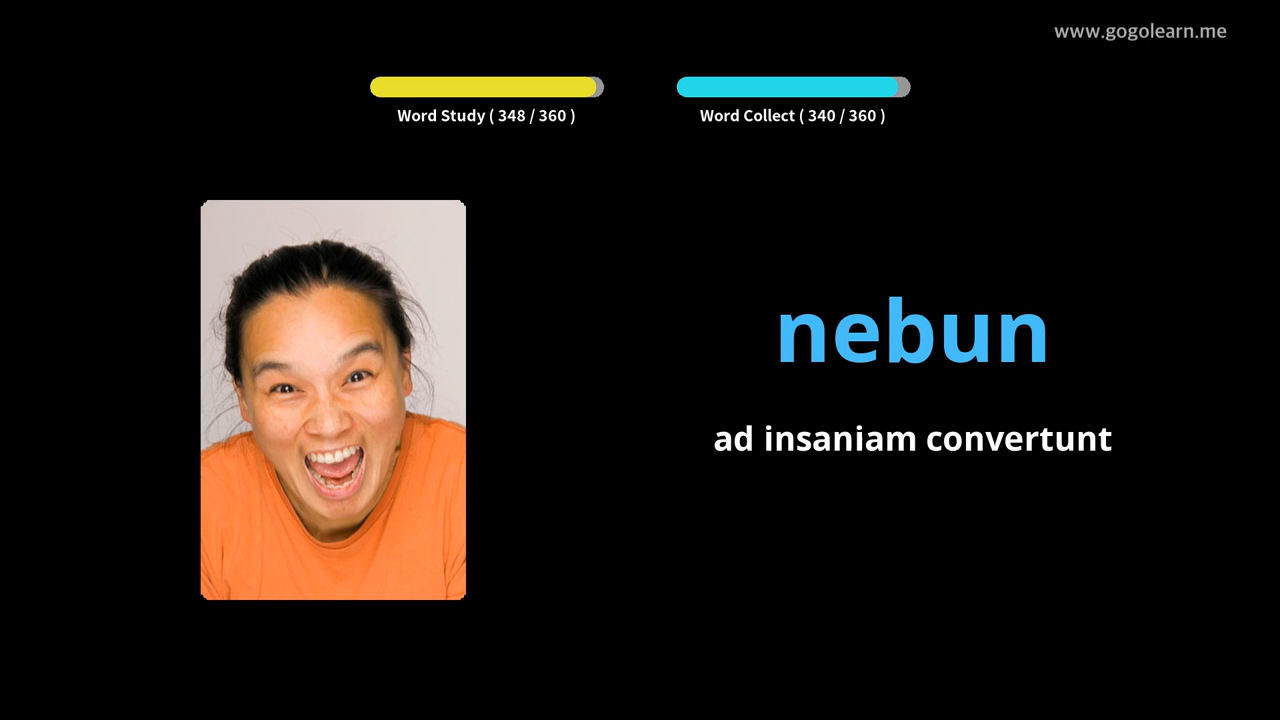 www.gogolearn.me
Word Study ( 348 / 360 )
Word Collect ( 340 / 360 )
nebun
ad insaniam convertunt